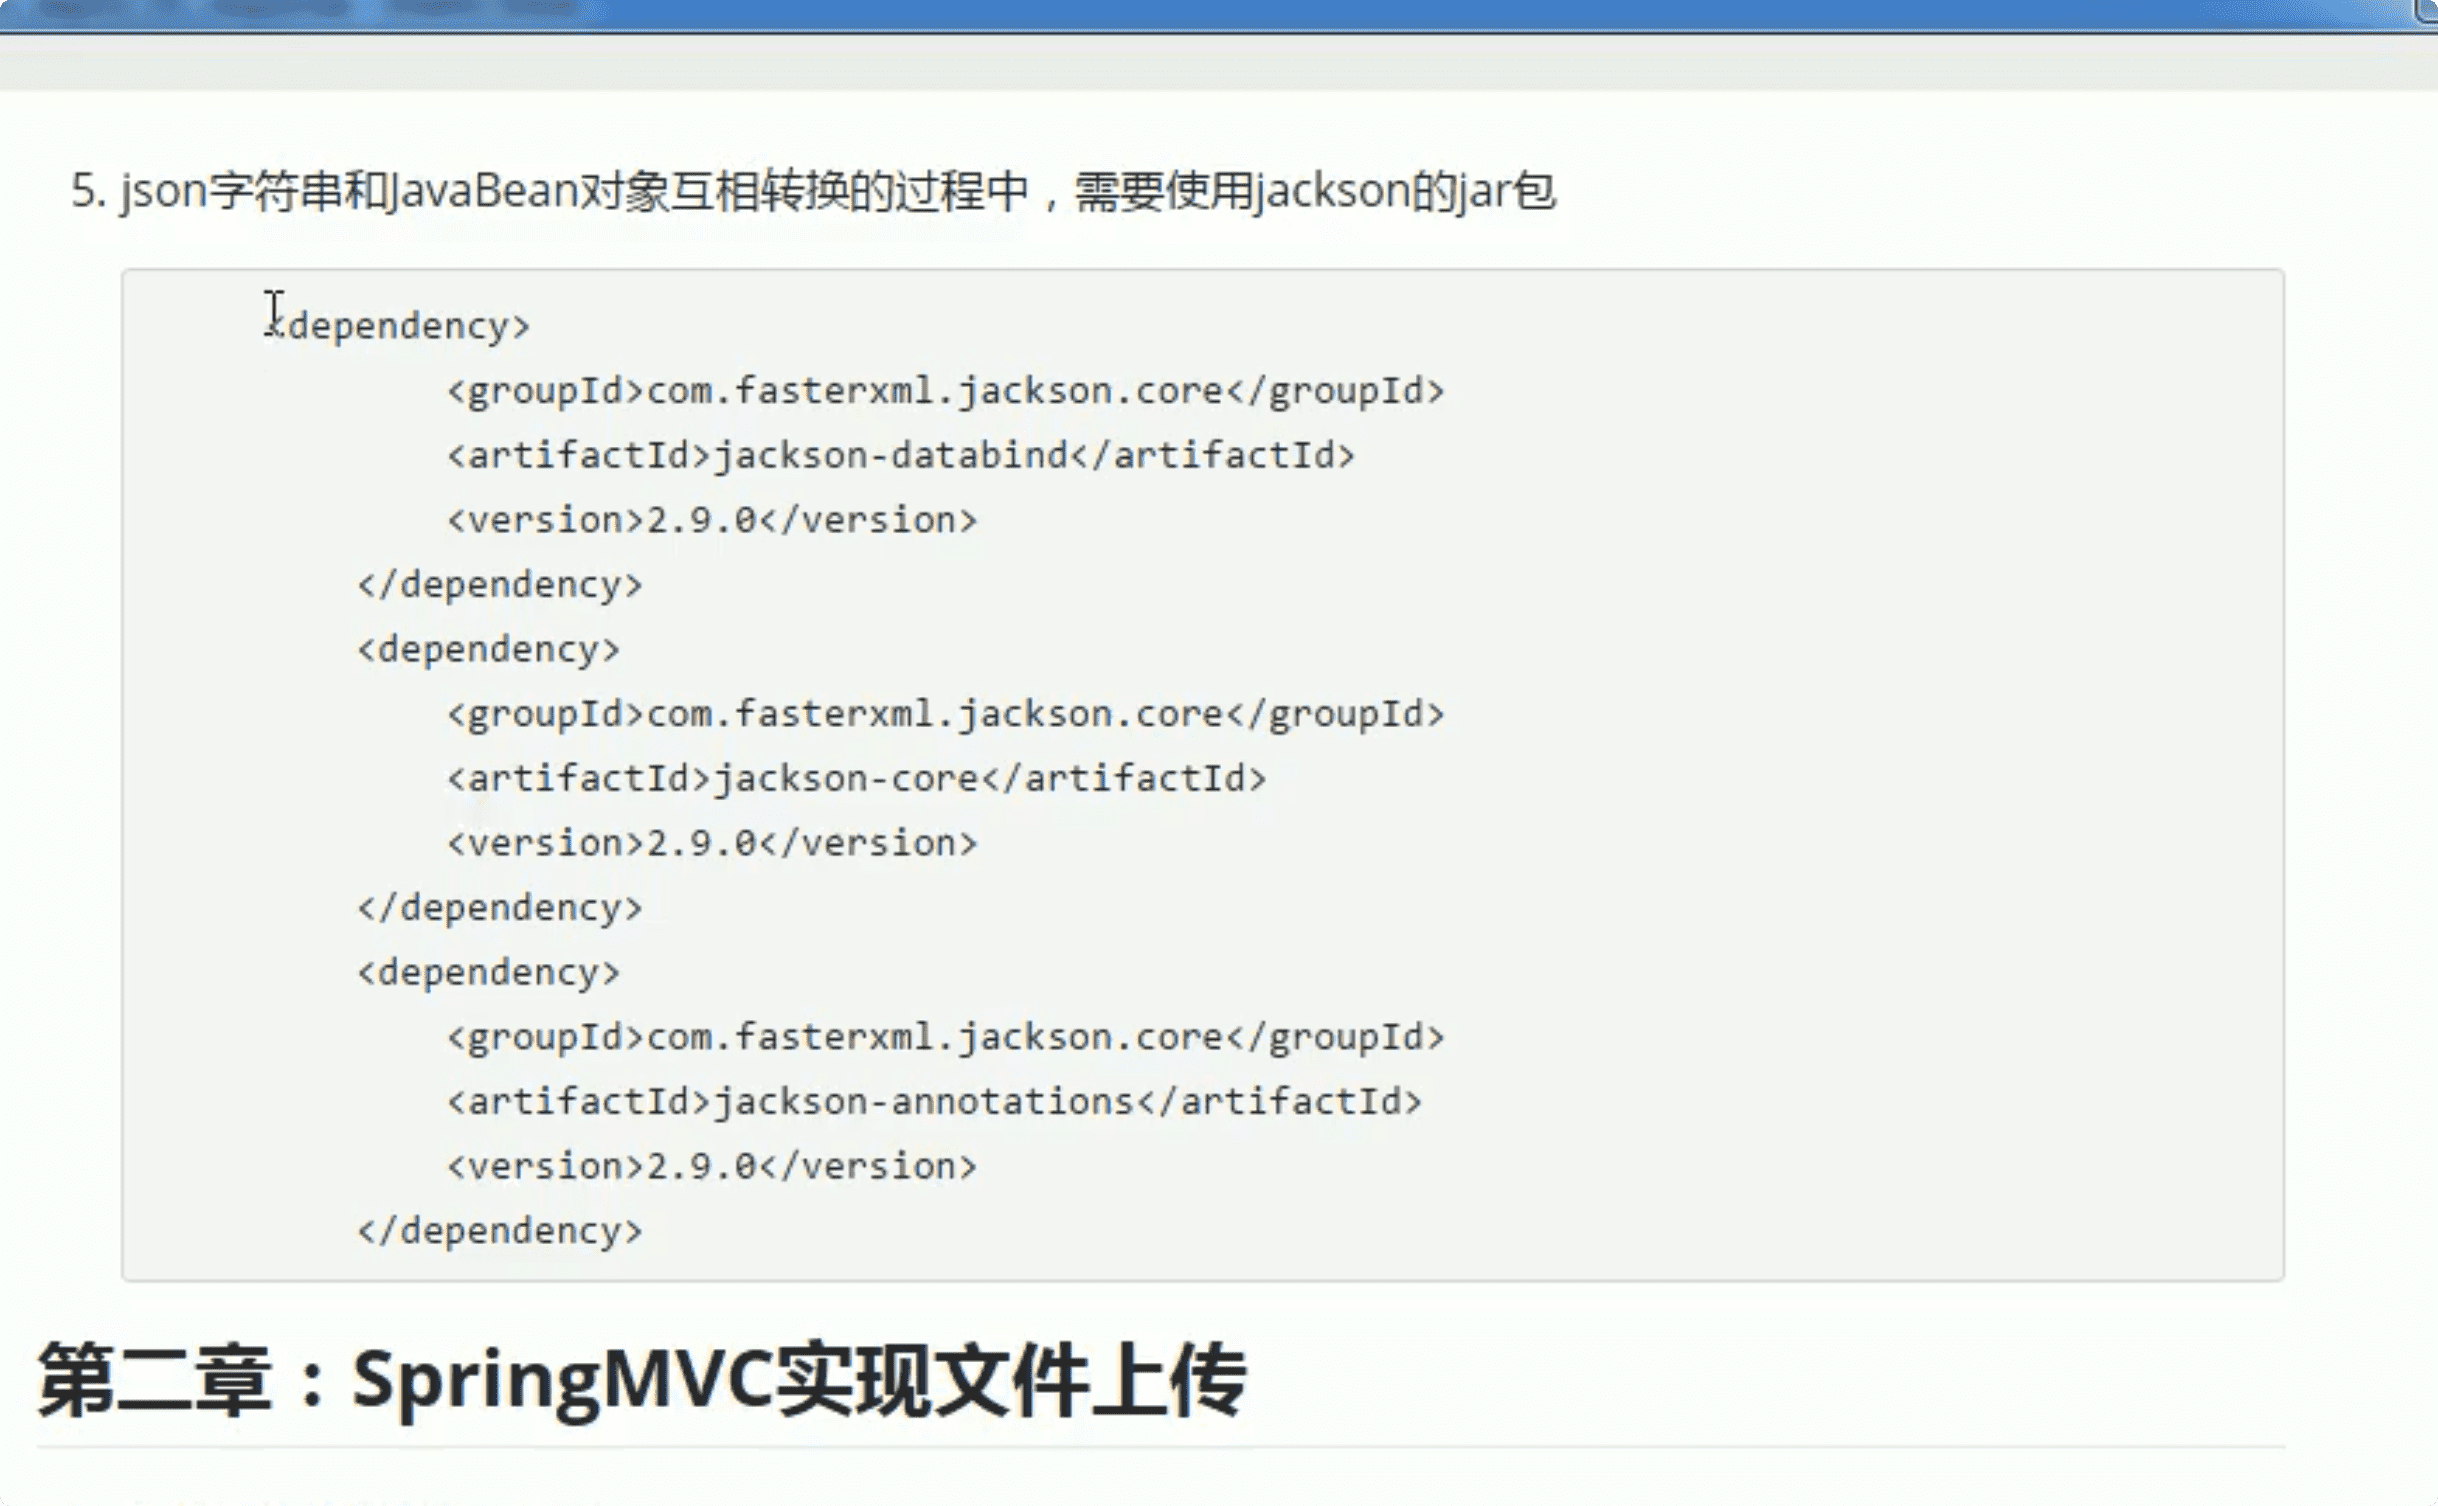 5. json字符串和JavaBean对象互相转换的过程中，需要使用jackson的jar包
<dependency>
<groupId>com.fasterxml.jackson.core</groupId>
<artifactId>jackson-databind</artifactId>
<version>2.9.0</version>
</dependency>
<dependency>
<groupId>com.fasterxml.jackson.core</groupId>
<artifactId>jackson-core</artifactId>
<version>2.9.0</version>
</dependency>
<dependency>
<groupId>com.fasterxml.jackson.core</groupId>
<artifactId>jackson-annotations</artifactId>
<version>2.9.0</version>
</dependency>
第二章：SpringMVC实现文件上传